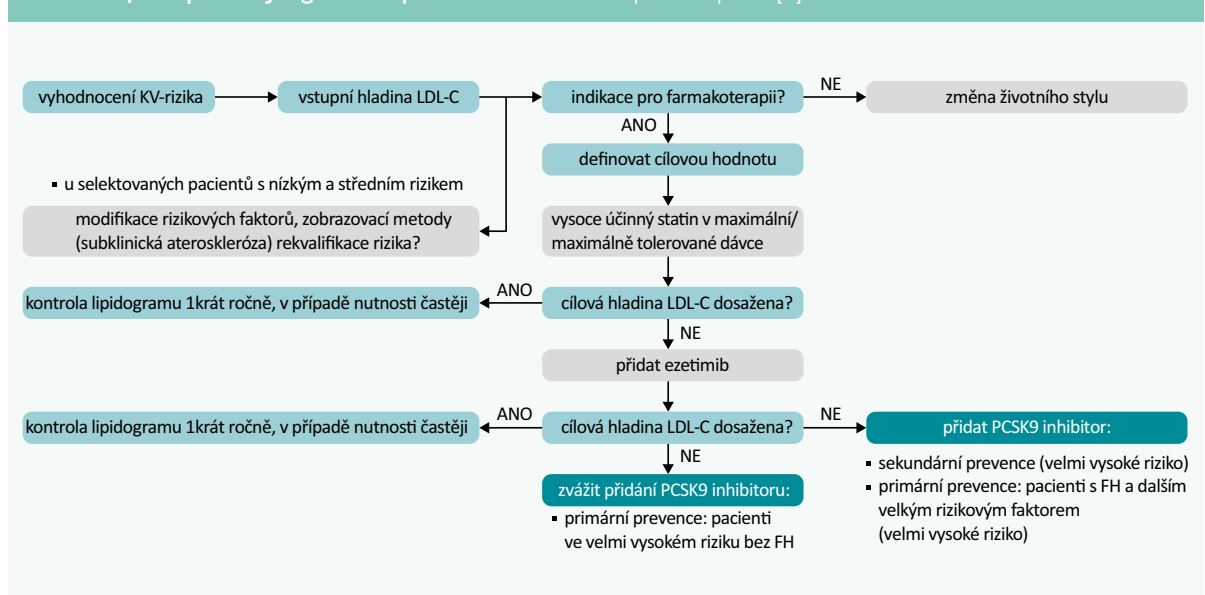 vyhodnocení KV-rizika
vstupní hladina LDL-C
indikace pro farmakoterapii?
NE
změna životního stylu
ANO
definovat cílovou hodnotu
▪ u selektovaných pacientů s nízkým a středním rizikem
modifikace rizikových faktorů, zobrazovací metody
(subklinická ateroskleróza) rekvalifikace rizika?
vysoce účinný statin v maximální/
maximálně tolerované dávce
kontrola lipidogramu 1krát ročně, v případě nutnosti častěji
ANO
cílová hladina LDL-C dosažena?
NE
přidat ezetimib
kontrola lipidogramu 1krát ročně, v případě nutnosti častěji
ANO
cílová hladina LDL-C dosažena?
NE
přidat PCSK9 inhibitor:
▪ sekundární prevence (velmi vysoké riziko)
▪ primární prevence: pacienti s FH a dalším
velkým rizikovým faktorem
(velmi vysoké riziko)
NE
zvážit přidání PCSK9 inhibitoru:
▪ primární prevence: pacienti
ve velmi vysokém riziku bez FH